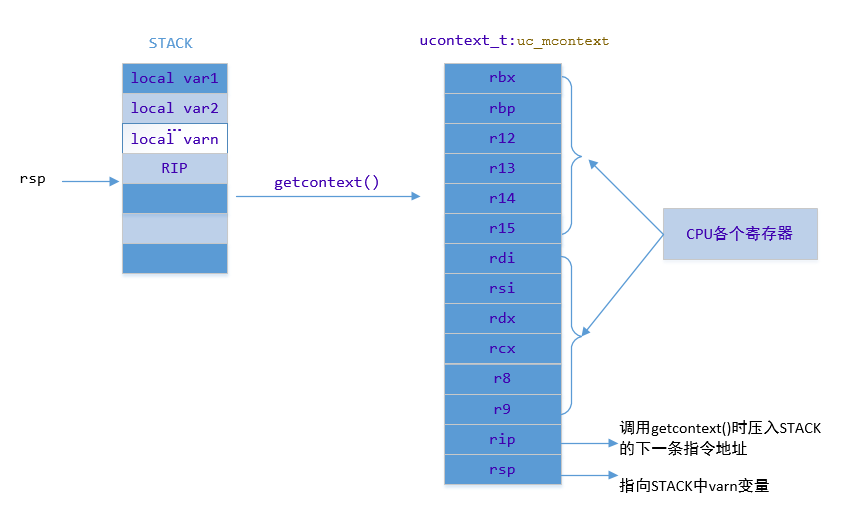 STACK
local var1
local var2
...
local varn
RIP
rsp
getcontext()
ucontext_t:uc_mcontext
rbx
rbp
r12
r13
r14
r15
rdi
rsi
rdx
rcx
r8
r9
rip
rsp
CPU各个寄存器
调用getcontext()时压入STACK
的下一条指令地址
指向STACK中varn变量